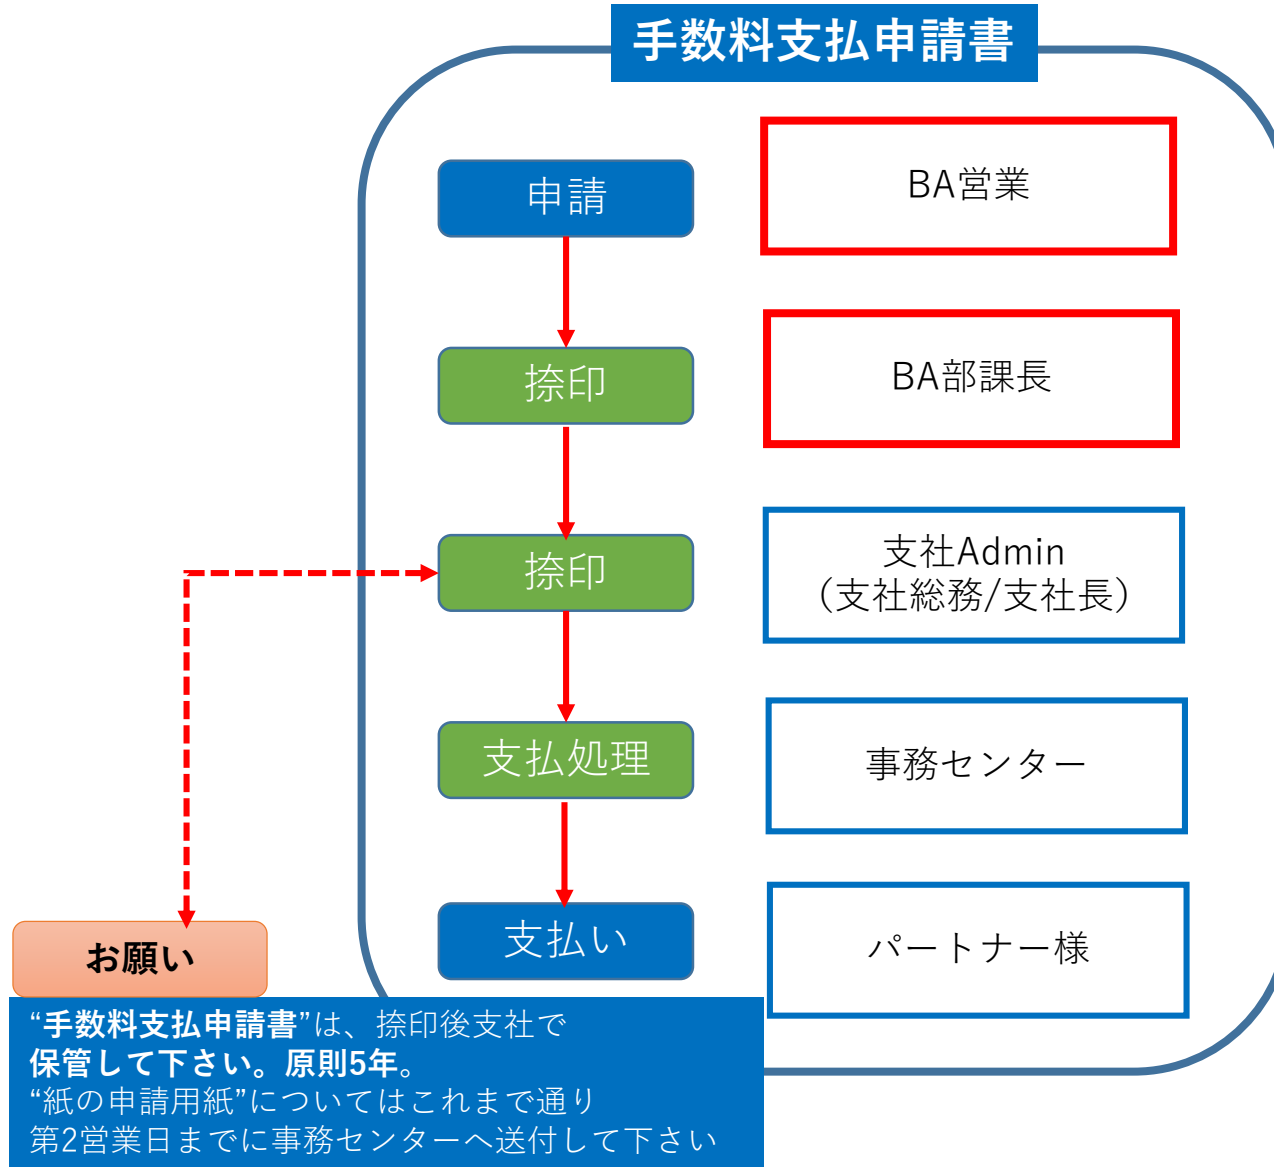 手数料支払申請書
申請
BA営業
捺印
BA部課長
捺印
支社Admin
（支社総務/支社長）
支払処理
事務センター
支払い
パートナー様
お願い
“手数料支払申請書”は、捺印後支社で
保管して下さい。原則5年。
“紙の申請用紙”についてはこれまで通り
第2営業日までに事務センターへ送付して下さい